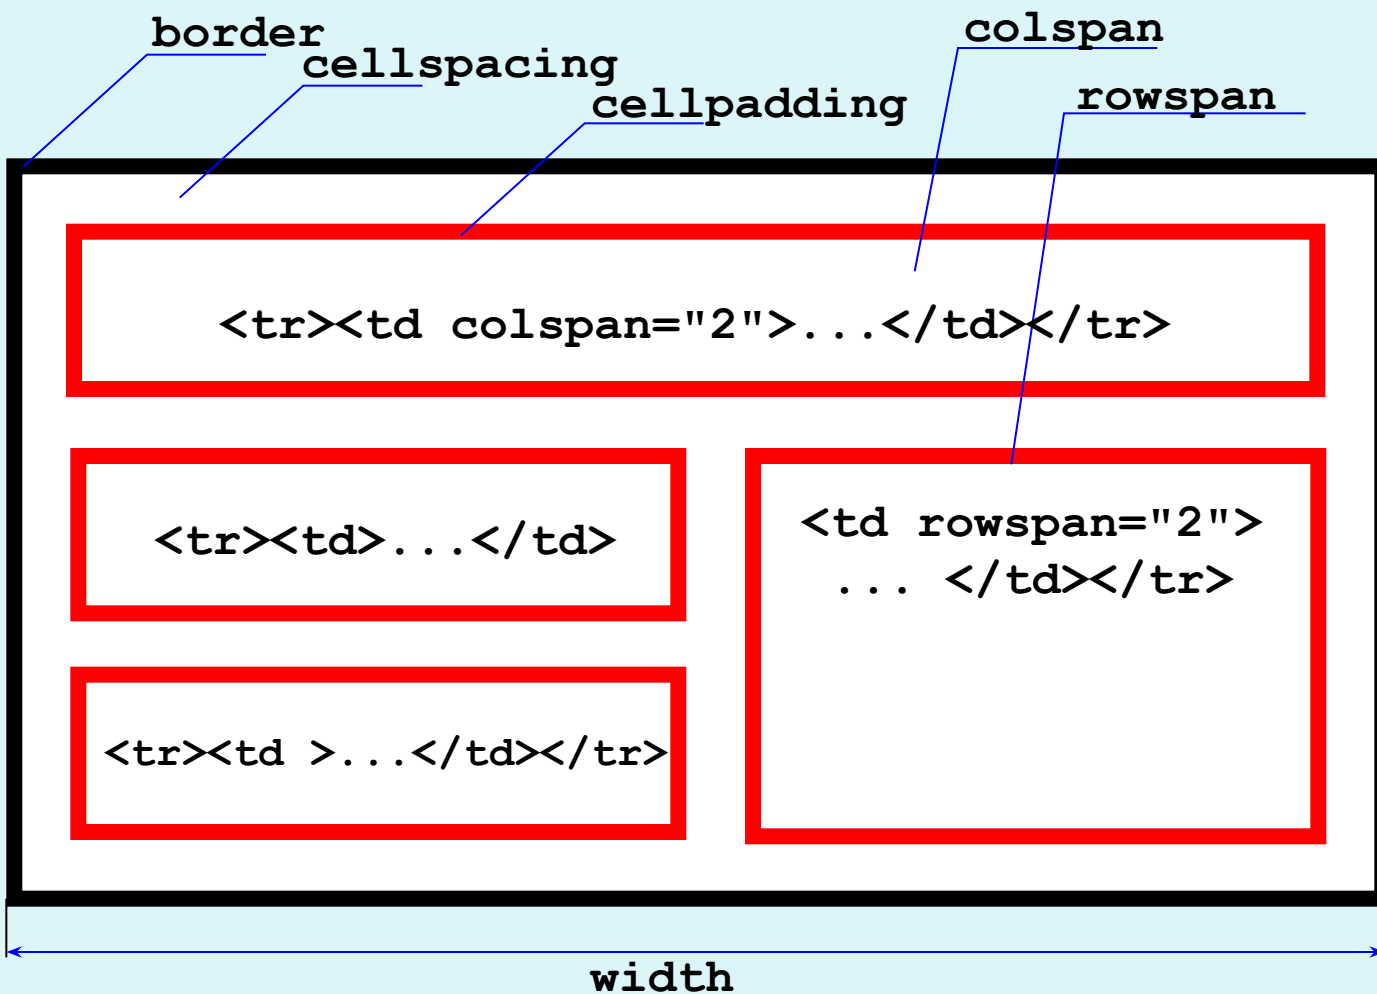 border
colspan
cellspacing
cellpadding
rowspan
<tr><td colspan="2">...</td></tr>
<tr><td>...</td>
<td rowspan="2">
... </td></tr>
<tr><td >...</td></tr>
width